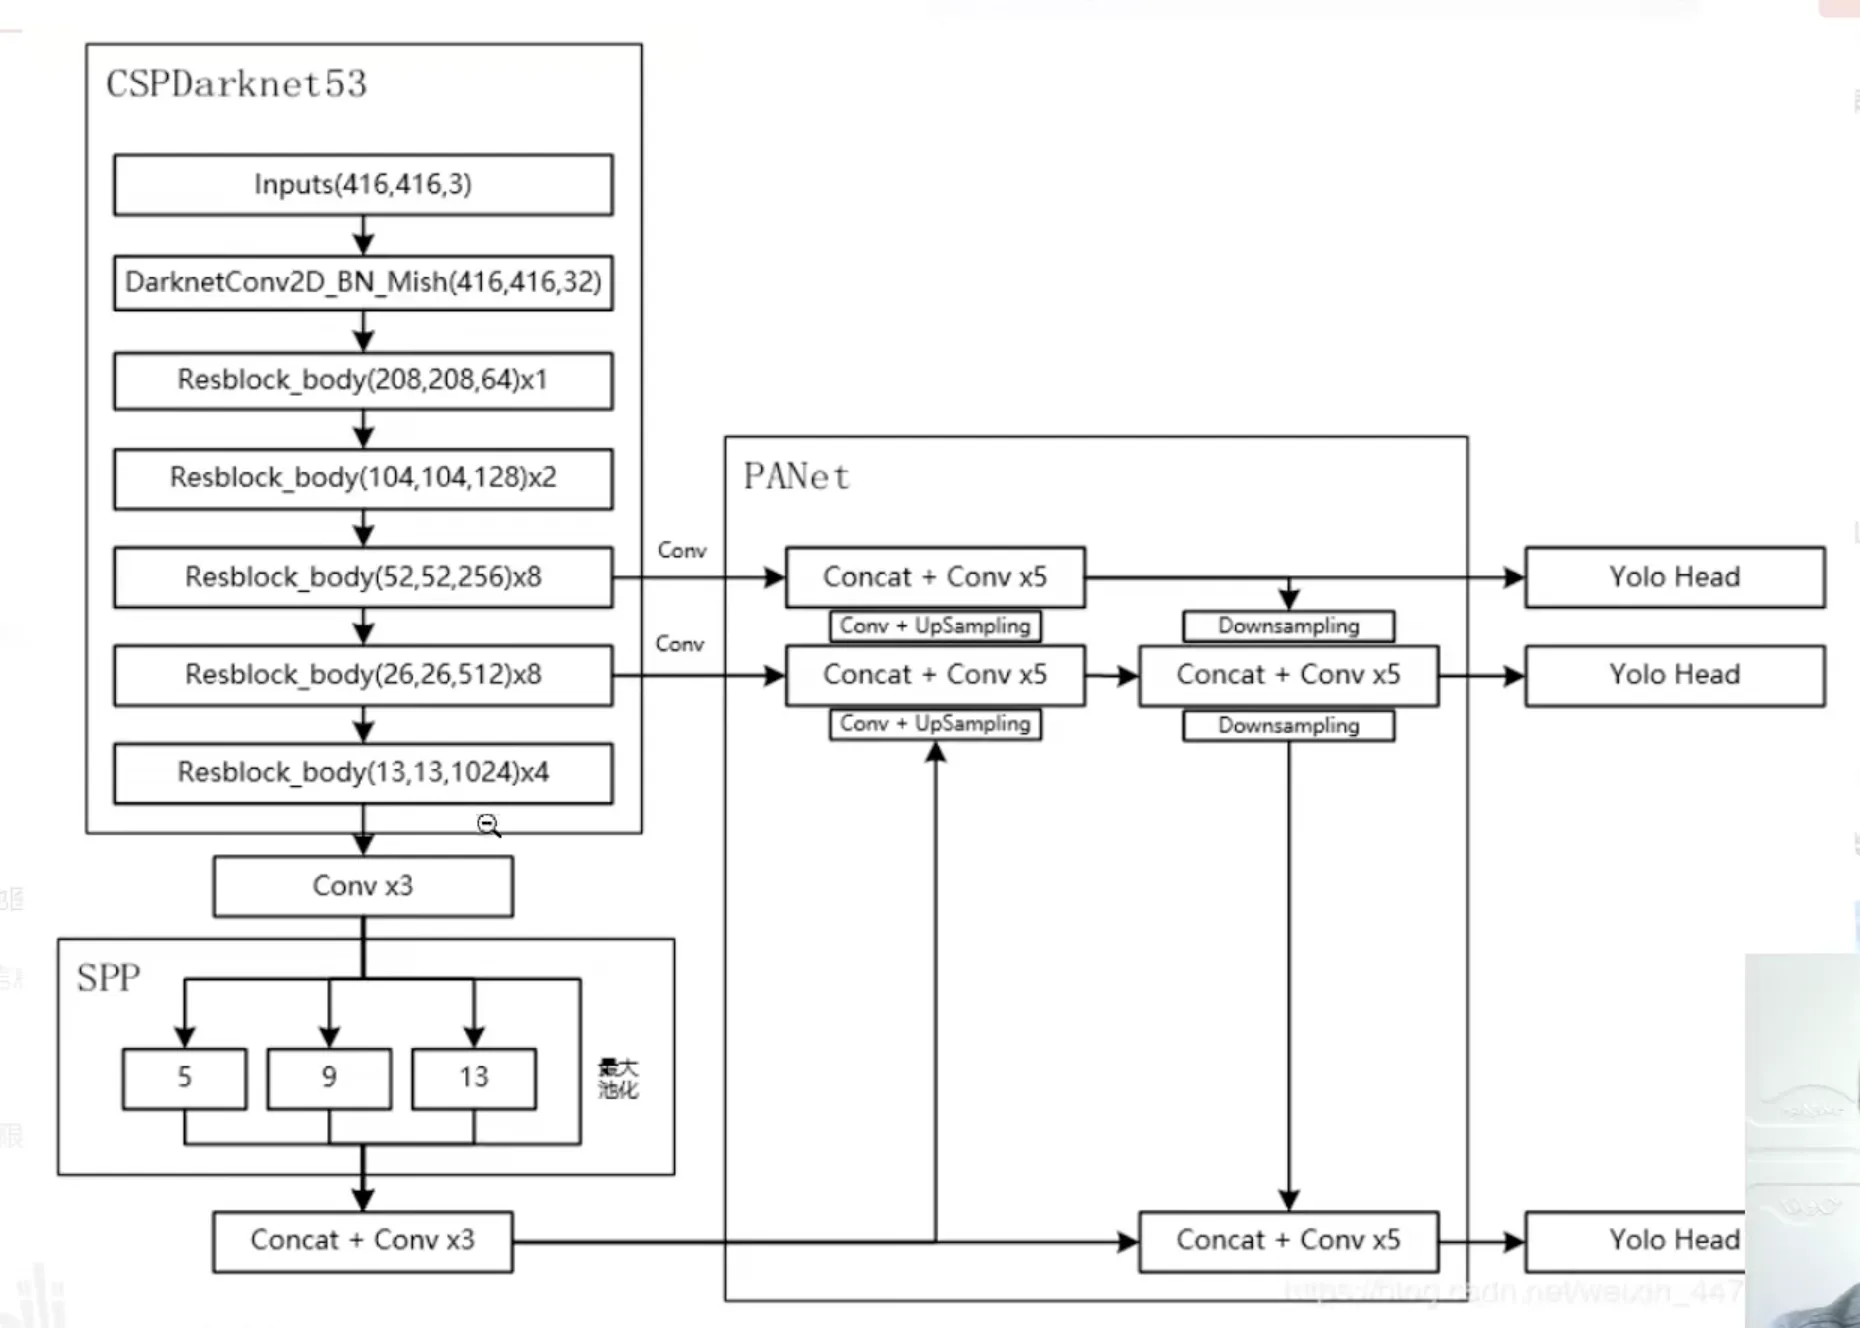 CSPDarknet53
Inputs(416,416,3)
DarknetConv2D_BN_Mish(416,416,32)
Resblock_body(208,208,64)x1
Resblock_body(104,104,128)x2
Resblock_body(52,52,256)x8
Resblock_body(26,26,512)x8
Resblock_body(13,13,1024)x4
Conv x3
SPP
5
9
13
最大
池化
Concat + Conv x3
Conv
Conv
PANet
Concat + Conv x5
Conv + UpSampling
Concat + Conv x5
Conv + UpSampling
Downsampling
Concat + Conv x5
Downsampling
Concat + Conv x5
Yolo Head
Yolo Head
Yolo Head
https://blog.csdn.net/weixin_447